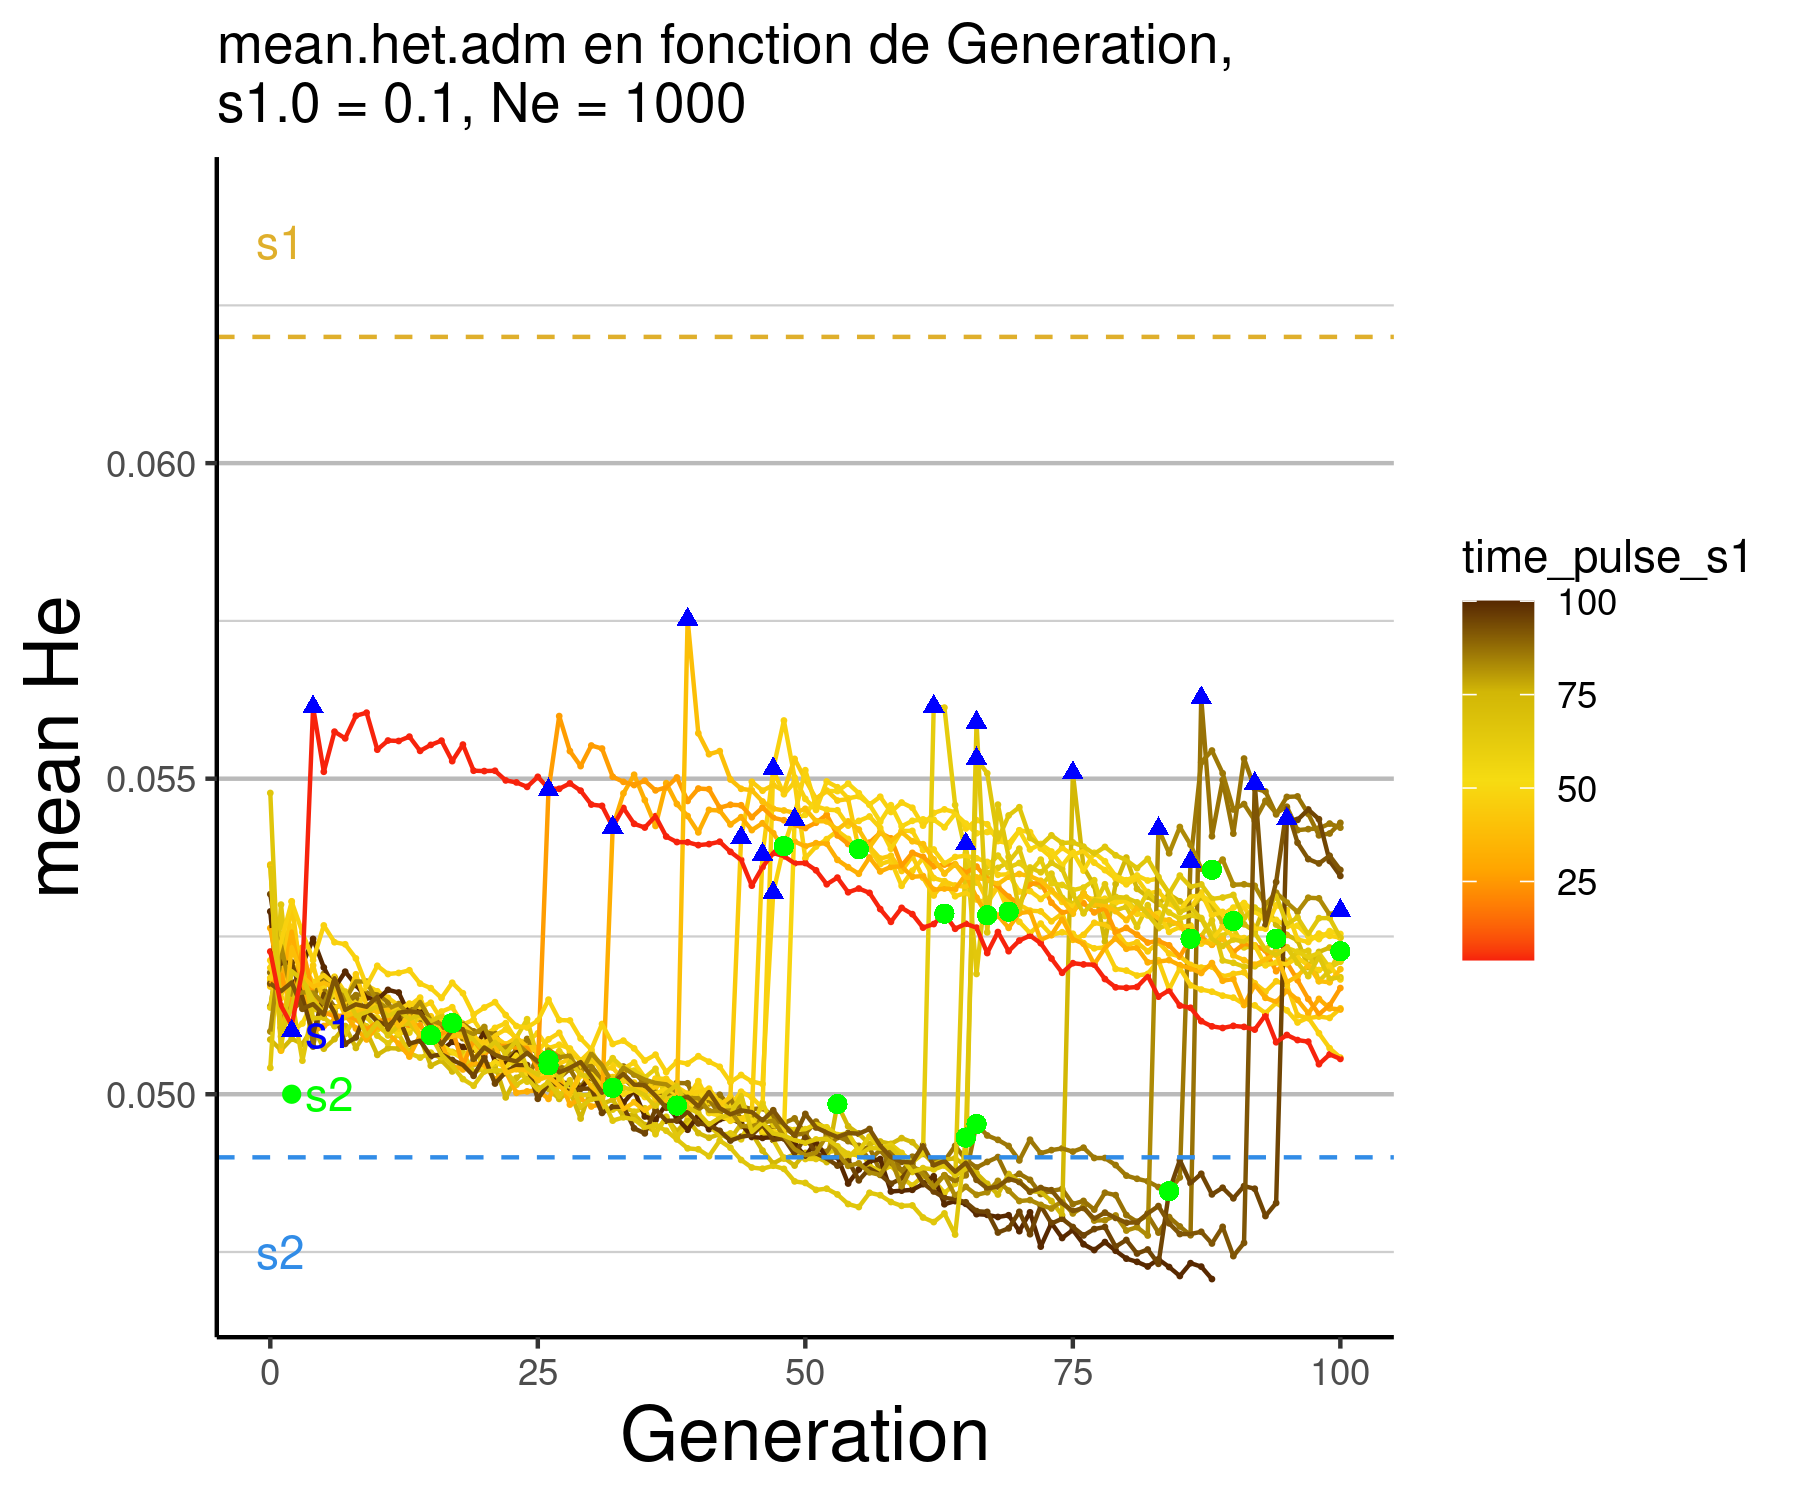 mean.het.adm en fonction de Generation,
s1.0 = 0.1, Ne = 1000
s1
0.060
0.055
0.050
s1
s2
s2
mean He
0
25
50
75
100
Generation
time_pulse_s1
100
75
50
25